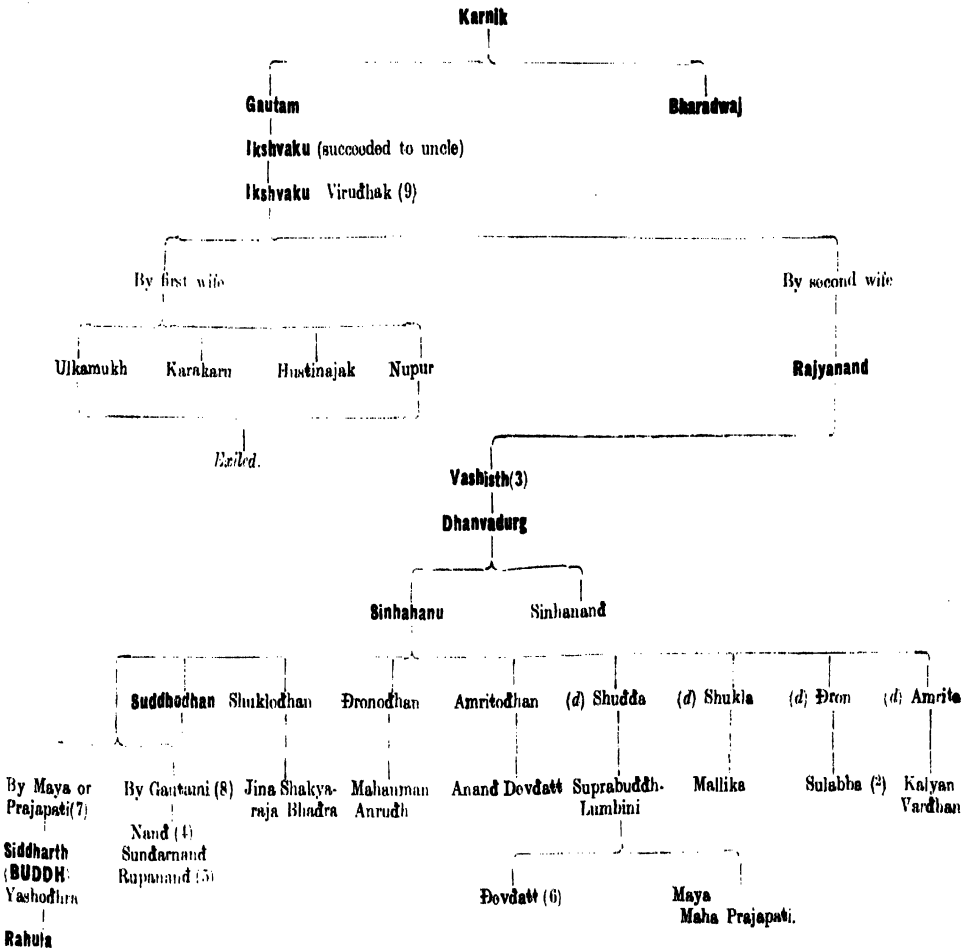 Karnik
Gautam Bharadwaj
Ikshvaku (succeeded to uncle)
Ikshvaku Virudhak (9)
By first wife By second wife
Ulkamukh Karakaru Hustinajak Nupur Rajyanand
Exiled.
Vashisth(3)
Dhanvadurg
Sinhahanu Sinhanand
Suddhodhan Shuklodhan Dronodhan Amritodhan (d) Shudda (d) Shukla (d) Dron (d) Amrita
By Maya or By Gautami (8) Jina Shakya- Mahanman Anand Devdatt Suprabuddh- Mallika Sulabha (2) Kalyan
Prajapati(7) raja Bhadra Anrudh Lumbini Vardhan
Nand (4)
Siddharth Sundarnand
(BUDDH) Rupanand (5)
Yashodhra Devdatt (6) Maya
Maha Prajapati.
Rahula